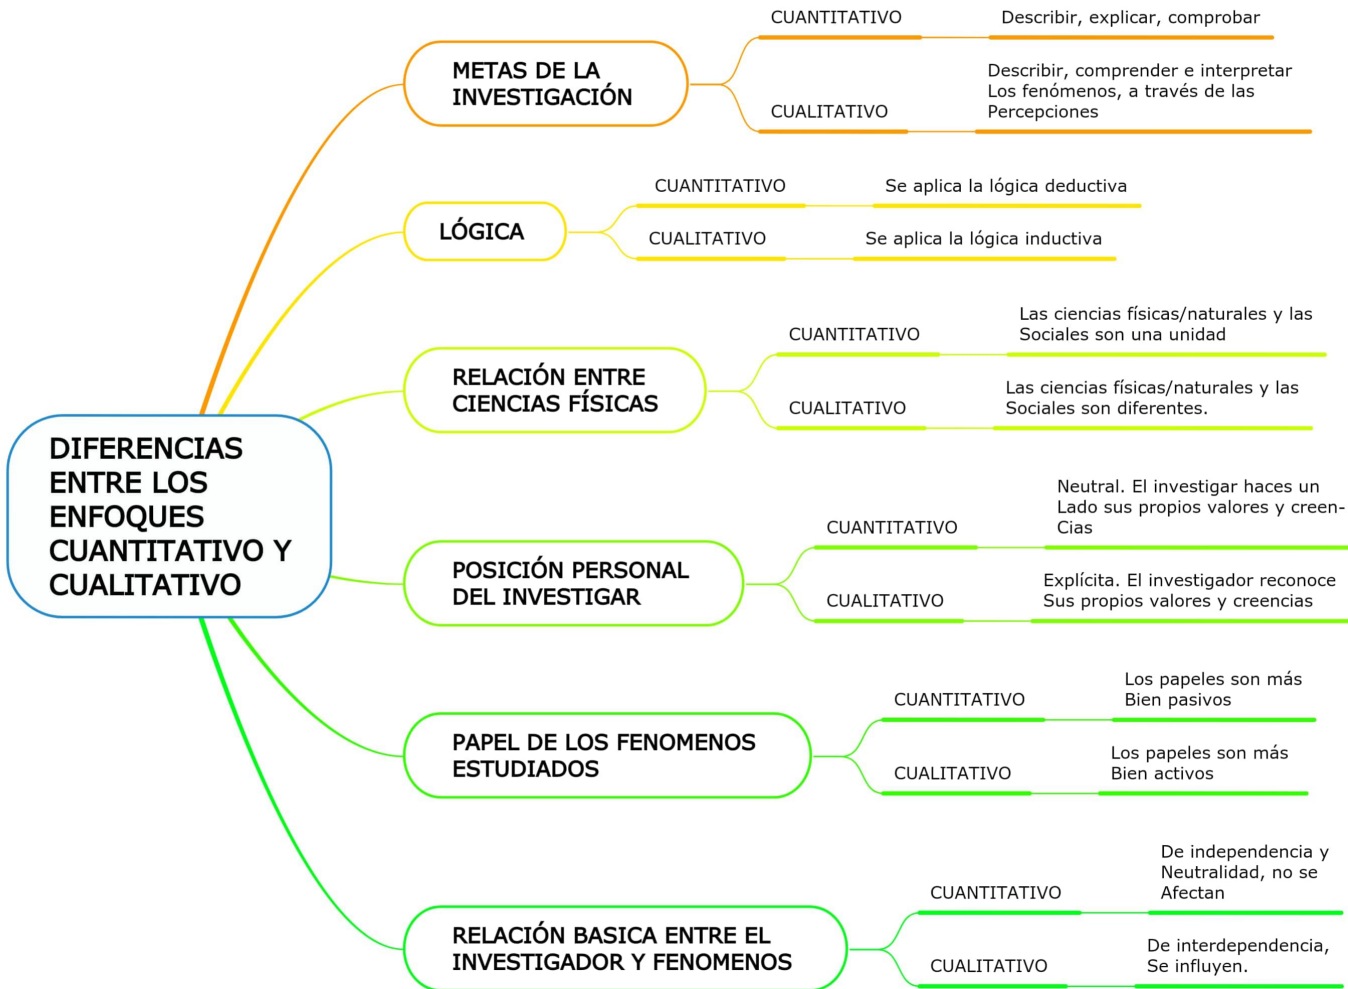 DIFERENCIAS
ENTRE LOS
ENFOQUES
CUANTITATIVO Y
CUALITATIVO
METAS DE LA
INVESTIGACIÓN
CUANTITATIVO
Describir, explicar, comprobar
CUALITATIVO
Describir, comprender e interpretar
Los fenómenos, a través de las
Percepciones
LÓGICA
CUANTITATIVO
Se aplica la lógica deductiva
CUALITATIVO
Se aplica la lógica inductiva
RELACIÓN ENTRE
CIENCIAS FÍSICAS
CUANTITATIVO
Las ciencias físicas/naturales y las
Sociales son una unidad
CUALITATIVO
Las ciencias físicas/naturales y las
Sociales son diferentes.
POSICIÓN PERSONAL
DEL INVESTIGAR
CUANTITATIVO
Neutral. El investigar haces un
Lado sus propios valores y creen-
Cias
CUALITATIVO
Explícita. El investigador reconoce
Sus propios valores y creencias
PAPEL DE LOS FENOMENOS
ESTUDIADOS
CUANTITATIVO
Los papeles son más
Bien pasivos
CUALITATIVO
Los papeles son más
Bien activos
RELACIÓN BASICA ENTRE EL
INVESTIGADOR Y FENOMENOS
CUANTITATIVO
De independencia y
Neutralidad, no se
Afectan
CUALITATIVO
De interdependencia,
Se influyen.